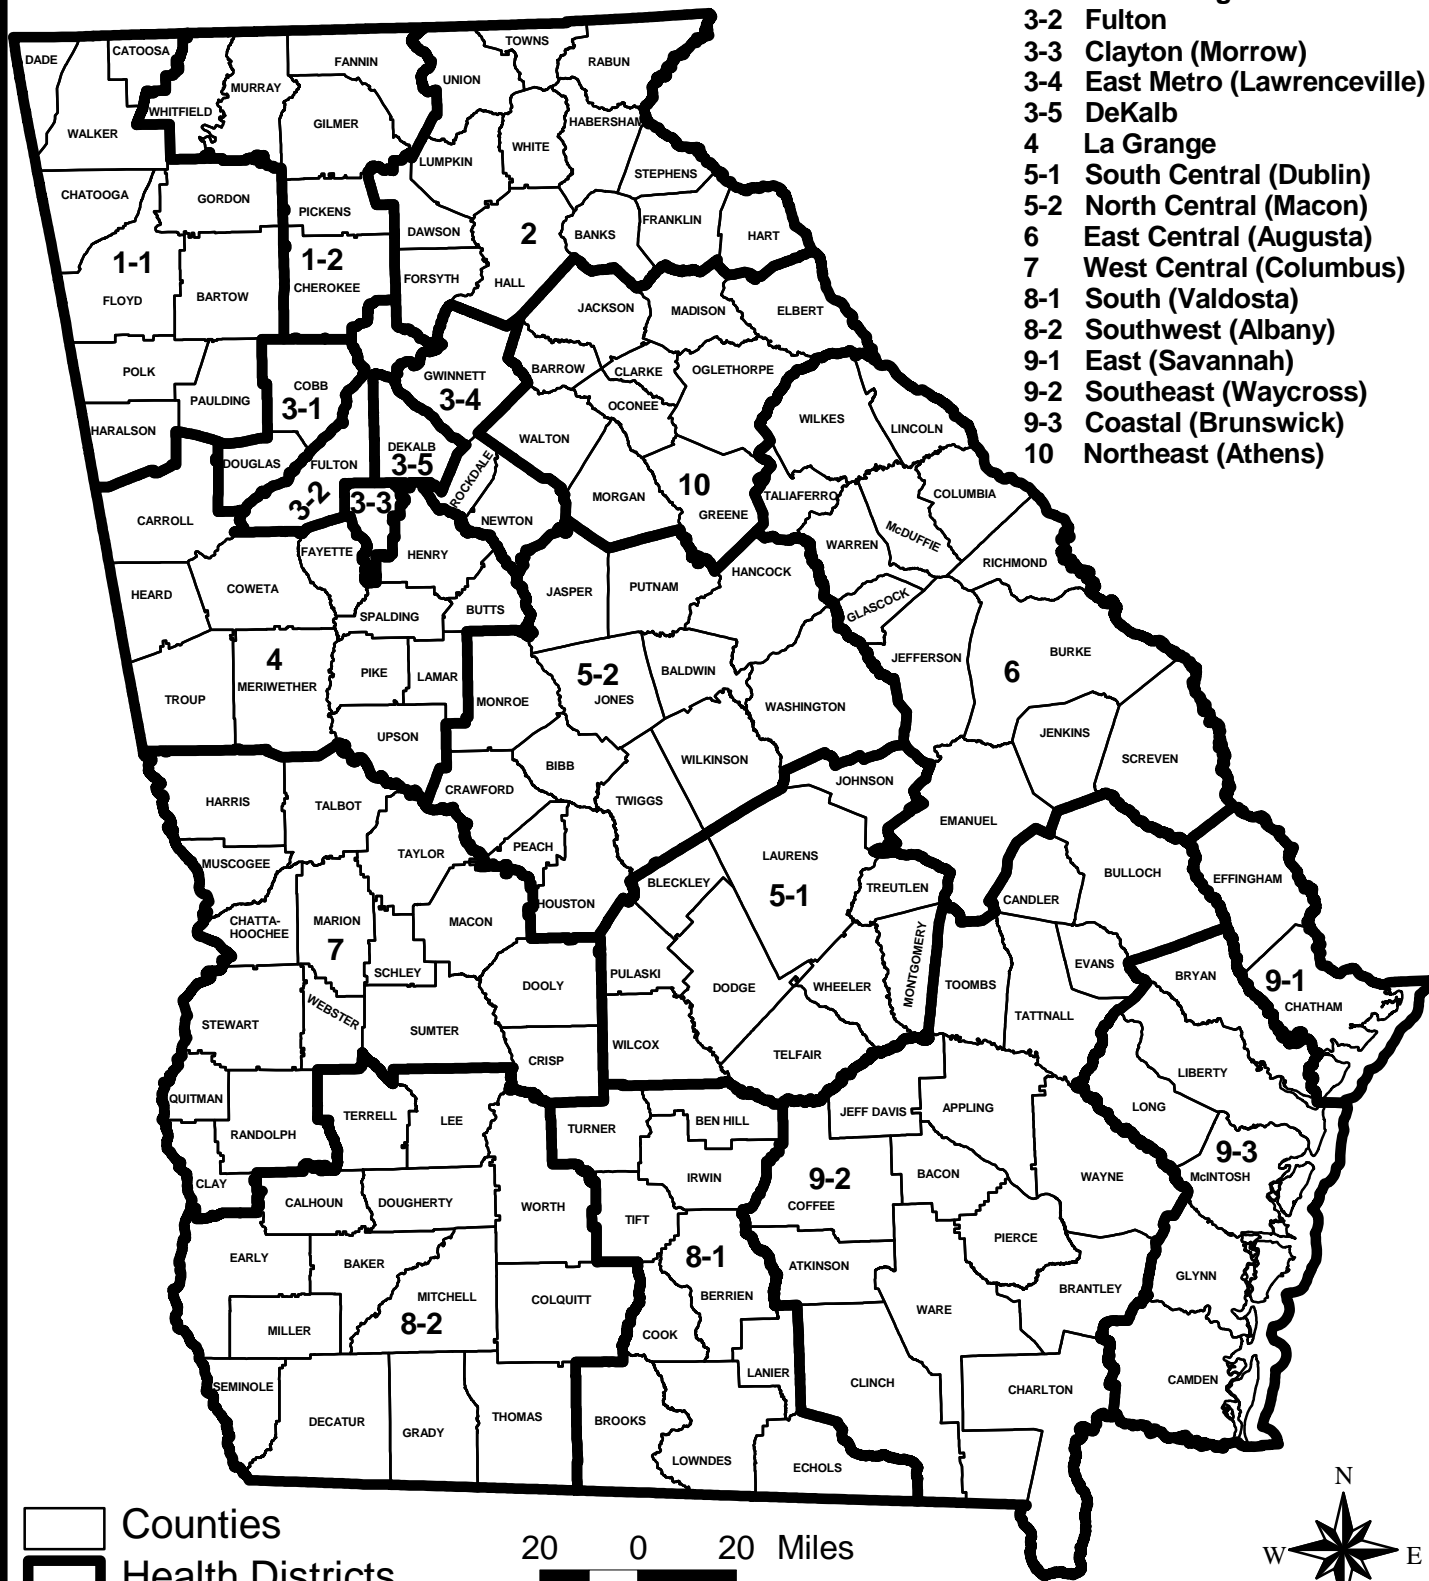 3-2 Fulton
3-3 Clayton (Morrow)
3-4 East Metro (Lawrenceville)
3-5 DeKalb
4 La Grange
5-1 South Central (Dublin)
5-2 North Central (Macon)
6 East Central (Augusta)
7 West Central (Columbus)
8-1 South (Valdosta)
8-2 Southwest (Albany)
9-1 East (Savannah)
9-2 Southeast (Waycross)
9-3 Coastal (Brunswick)
10 Northeast (Athens)
DADE
CATOOSA
FANNIN
TOWNS
UNION
RABUN
MURRAY
WHITFIELD
WALKER
GILMER
HABERSHAM
WHITE
LUMPKIN
STEPHENS
CHATOOGA
GORDON
PICKENS
DAWSON
2
BANKS
FRANKLIN
HART
1-1
1-2
CHEROKEE
FORSYTH
HALL
FLOYD
BARTOW
JACKSON
MADISON
ELBERT
POLK
PAULDING
COBB
3-1
GWINNETT
3-4
BARROW
CLARKE
OGLETHORPE
OCONEE
WILKES
LINCOLN
HARALSON
DOUGLAS
FULTON
3-2
DEKALB
3-5
ROCKDALE
WALTON
MORGAN
10
GREENE
TALIAFERRO
COLUMBIA
CARROLL
3-3
NEWTON
McDUFFIE
WARREN
RICHMOND
FAYETTE
HENRY
HEARD
COWETA
SPALDING
BUTTS
JASPER
PUTNAM
HANCOCK
GLASCOCK
4
MERIWETHER
PIKE
LAMAR
TROUP
UPSON
MONROE
5-2
JONES
BALDWIN
WASHINGTON
JEFFERSON
6
BURKE
JENKINS
SCREVEN
BIBB
WILKINSON
CRAWFORD
TWIGGS
JOHNSON
HARRIS
TALBOT
EMANUEL
MUSCOGEE
TAYLOR
PEACH
HOUSTON
BLECKLEY
LAURENS
5-1
TREUTLEN
CANDLER
BULLOCH
EFFINGHAM
CHATTA-
HOOCHEE
MARION
7
MACON
SCHLEY
DOOLY
PULASKI
DODGE
WHEELER
MONTGOMERY
TOOMBS
EVANS
TATTNALL
BRYAN
9-1
CHATHAM
STEWART
WEBSTER
SUMTER
CRISP
WILCOX
TELFAIR
LIBERTY
LONG
QUITMAN
RANDOLPH
TERRELL
LEE
TURNER
BEN HILL
JEFF DAVIS
APPLING
CLAY
CALHOUN
DOUGHERTY
WORTH
IRWIN
TIFT
9-2
COFFEE
BACON
WAYNE
9-3
McINTOSH
EARLY
BAKER
MITCHELL
8-2
COLQUITT
8-1
BERRIEN
ATKINSON
PIERCE
WARE
BRANTLEY
GLYNN
MILLER
COOK
LANIER
SEMINOLE
DECATUR
GRADY
THOMAS
BROOKS
LOWNDES
ECHOLS
CLINCH
CHARLTON
CAMDEN
Counties
Health Districts
20 0 20 Miles
N
W E